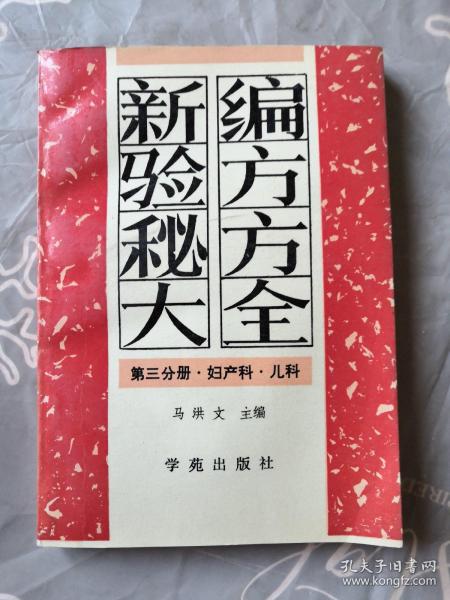 新编
验方
秘方
大全
第三分册·妇产科·儿科
马洪文 主编
学苑出版社
孔夫子旧书网
www.kongfz.com